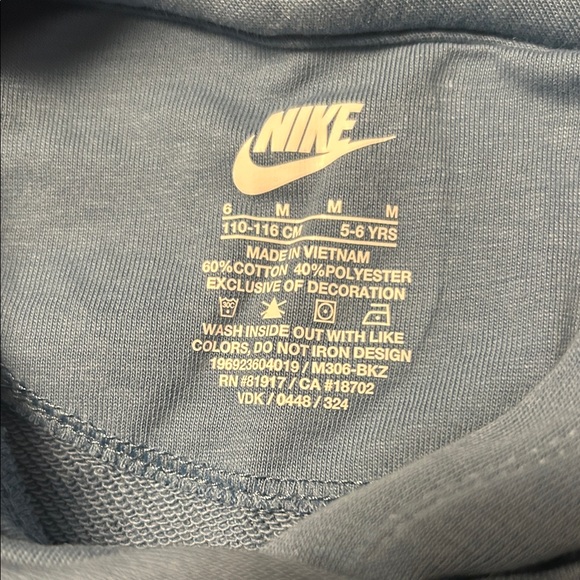 NIKE
6 M M M
110-116 CM 5-6 YRS
MADE IN VIETNAM
60%COTTON 40%POLYESTER
EXCLUSIVE OF DECORATION
WASH INSIDE OUT WITH LIKE
COLORS, DO NOT IRON DESIGN
196923604019 / M306-BKZ
RN #81917 / CA #18702
VDK / 0448 / 324